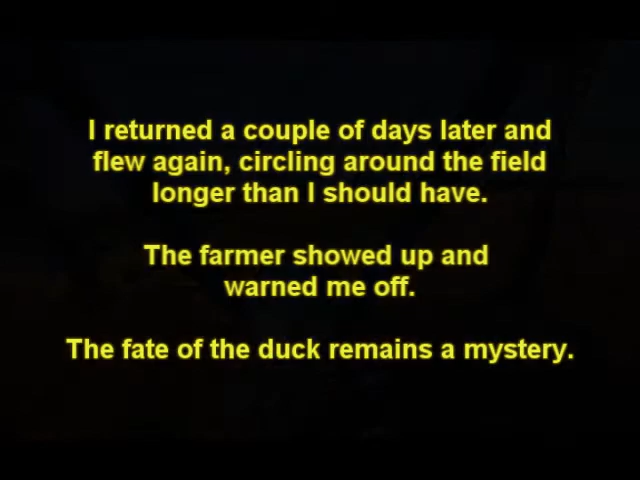 I returned a couple of days later and
flew again, circling around the field
longer than I should have.
The farmer showed up and
warned me off.
The fate of the duck remains a mystery.